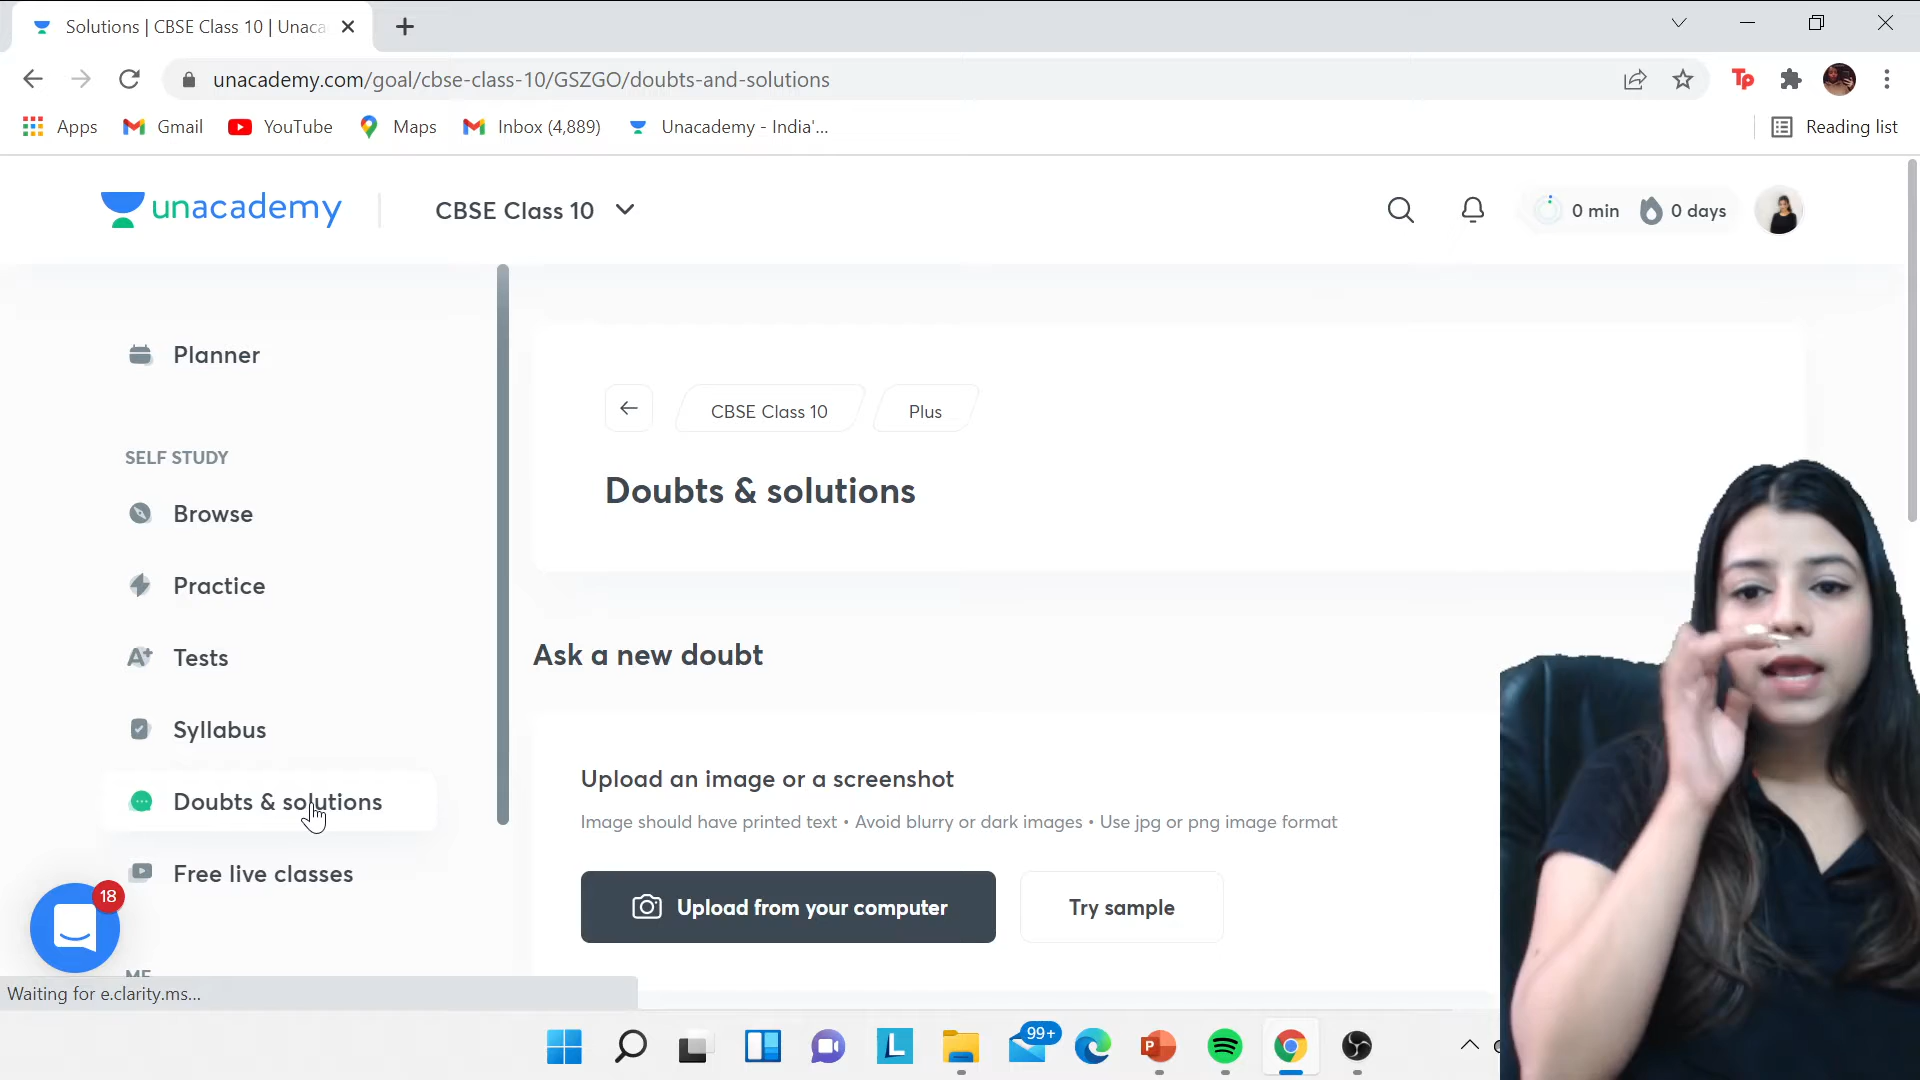 Solutions | CBSE Class 10 | Unaca
unacademy.com/goal/cbse-class-10/GSZGO/doubts-and-solutions
Tp
Apps
Gmail
YouTube
Maps
Inbox (4,889)
Unacademy - India'...
Reading list
unacademy
CBSE Class 10
0 min
0 days
Planner
SELF STUDY
Browse
Practice
A+ Tests
Syllabus
Doubts & solutions
Free live classes
18
ME
Waiting for e.clarity.ms...
CBSE Class 10
Plus
Doubts & solutions
Ask a new doubt
Upload an image or a screenshot
Image should have printed text • Avoid blurry or dark images • Use jpg or png image format
Upload from your computer
Try sample
L
99+
P